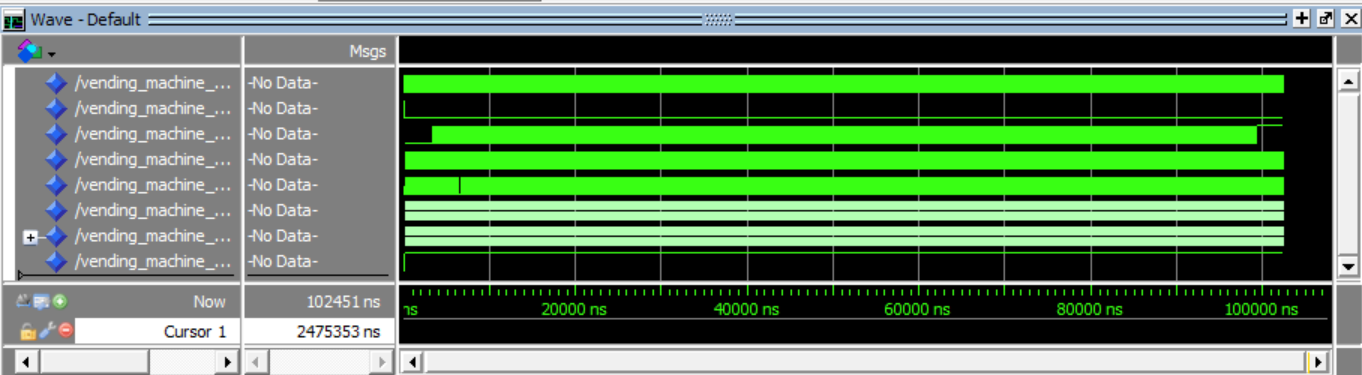 Wave - Default
Msgs
/vending_machine_... -No Data-
/vending_machine_... -No Data-
/vending_machine_... -No Data-
/vending_machine_... -No Data-
/vending_machine_... -No Data-
/vending_machine_... -No Data-
/vending_machine_... -No Data-
/vending_machine_... -No Data-
Now 102451 ns ns 20000 ns 40000 ns 60000 ns 80000 ns 100000 ns
Cursor 1 2475353 ns